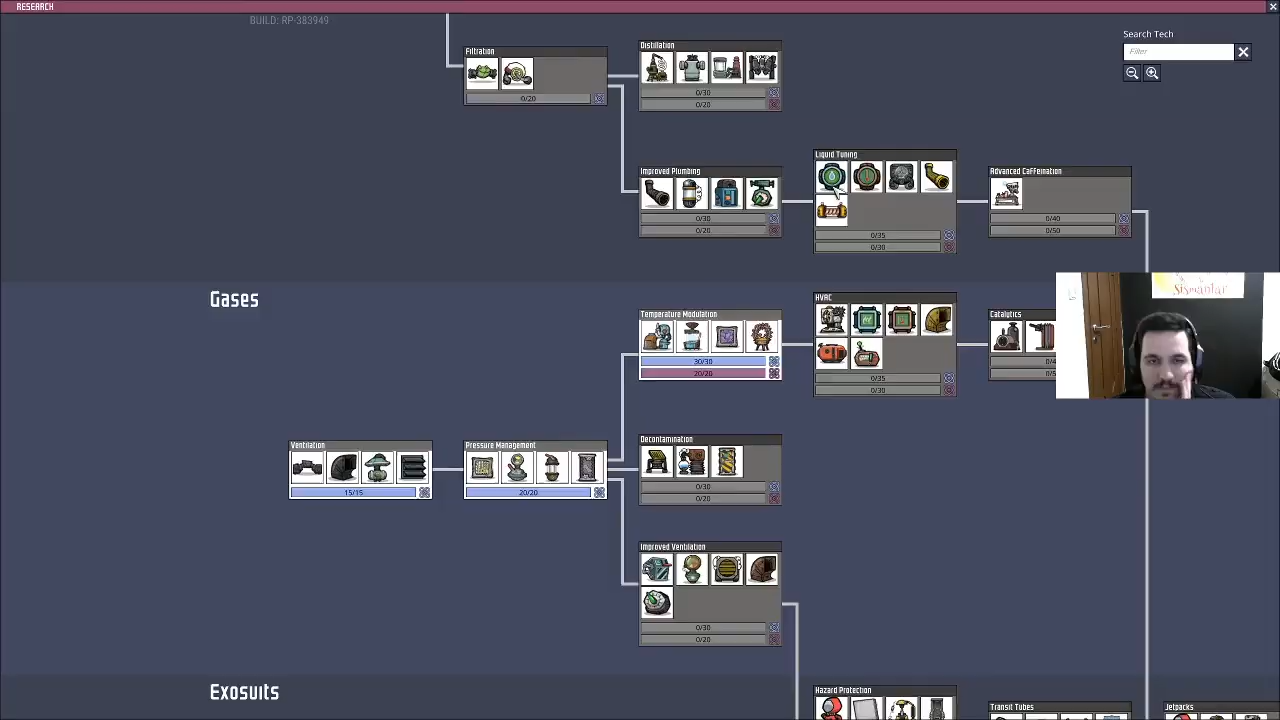 RESEARCH
BUILD: RP-383949
Search Tech
Filter
Filtration
0/20
Distillation
0/30
0/20
Improved Plumbing
0/30
0/20
Liquid Tuning
0/35
0/30
Advanced Caffeination
0/40
0/50
Gases
Temperature Modulation
30/30
20/20
HVAC
0/35
0/30
Catalytics
Sismantar
Ventilation
15/15
Pressure Management
20/20
Decontamination
0/30
0/20
Improved Ventilation
0/30
0/20
Exosuits
Hazard Protection
Transit Tubes
Jetpacks